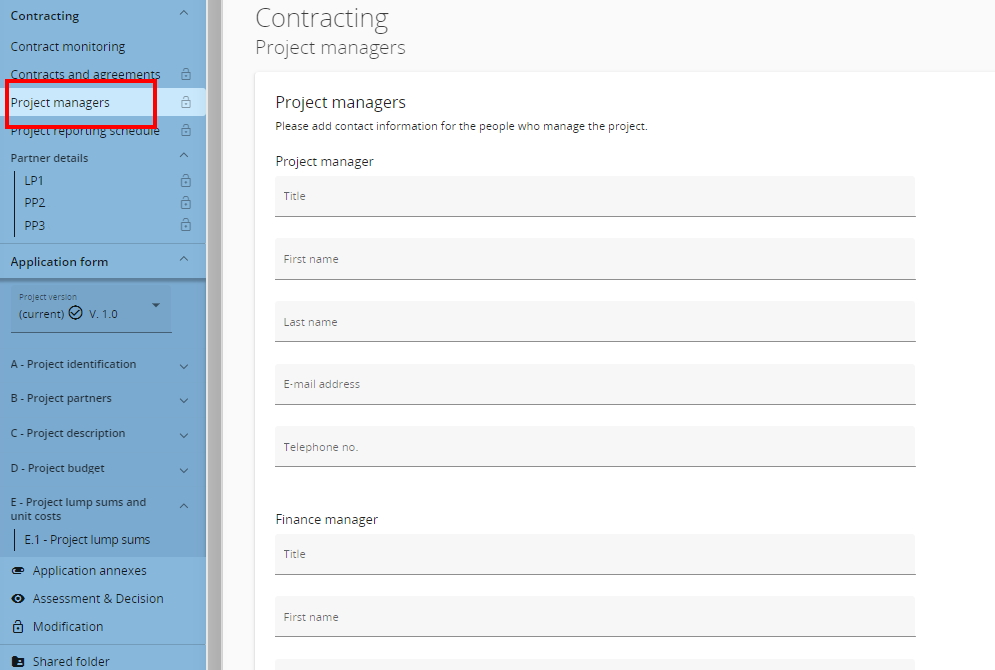 Contracting
Contract monitoring
Contracts and agreements
Project managers
Project reporting schedule
Partner details
LP1
PP2
PP3
Application form
Project version
(current) V. 1.0
A - Project identification
B - Project partners
C - Project description
D - Project budget
E - Project lump sums and
unit costs
E.1 - Project lump sums
Application annexes
Assessment & Decision
Modification
Shared folder
Contracting
Project managers
Project managers
Please add contact information for the people who manage the project.
Project manager
Title
First name
Last name
E-mail address
Telephone no.
Finance manager
Title
First name